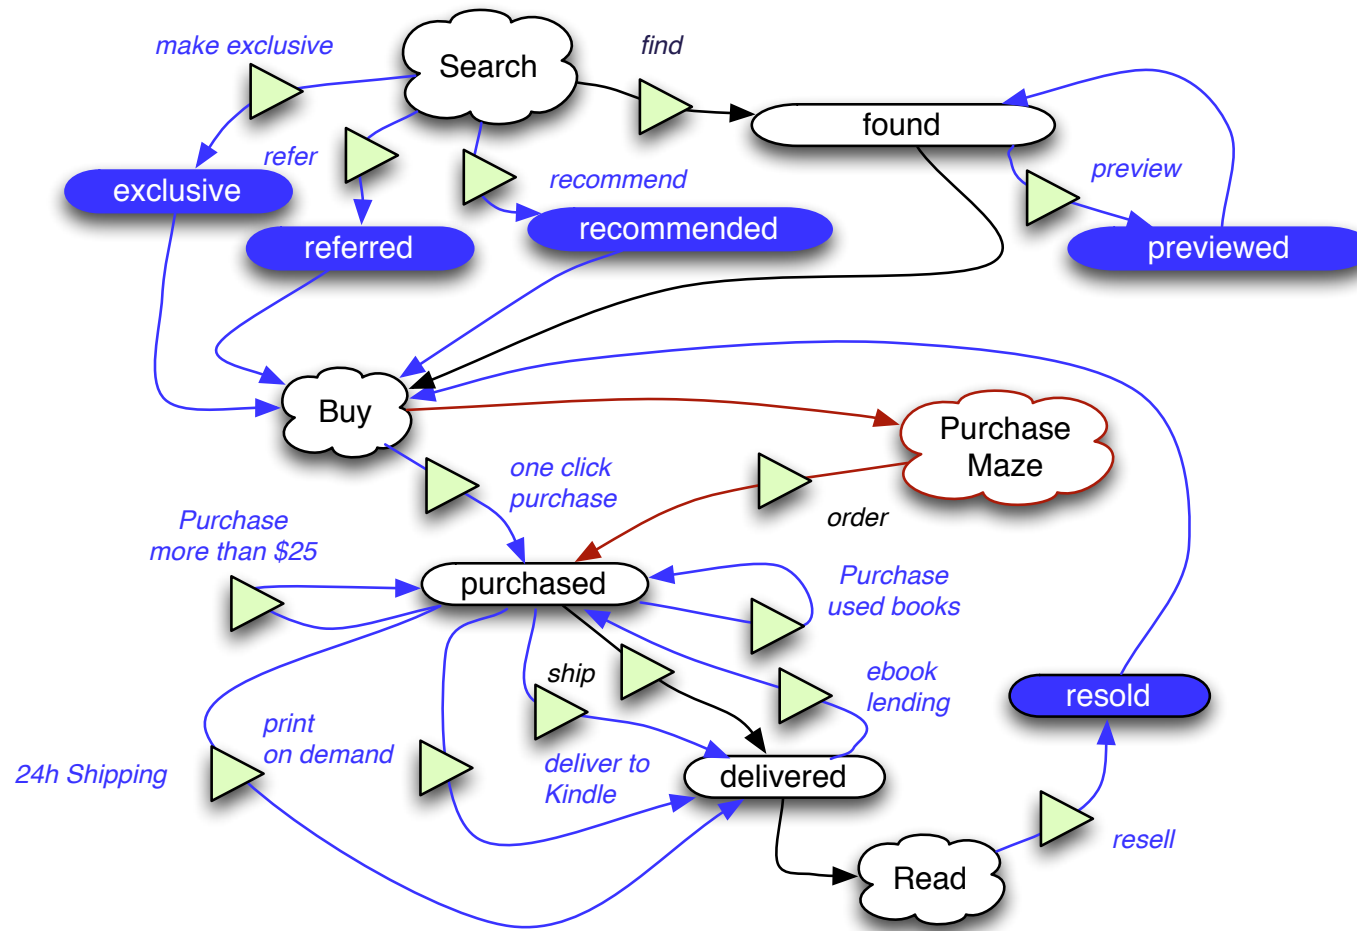 make exclusive
Search
find
found
refer
recommend
preview
exclusive
referred
recommended
previewed
Buy
Purchase
Maze
one click
purchase
order
Purchase
more than $25
purchased
Purchase
used books
ship
ebook
lending
resold
print
on demand
24h Shipping
deliver to
Kindle
delivered
resell
Read